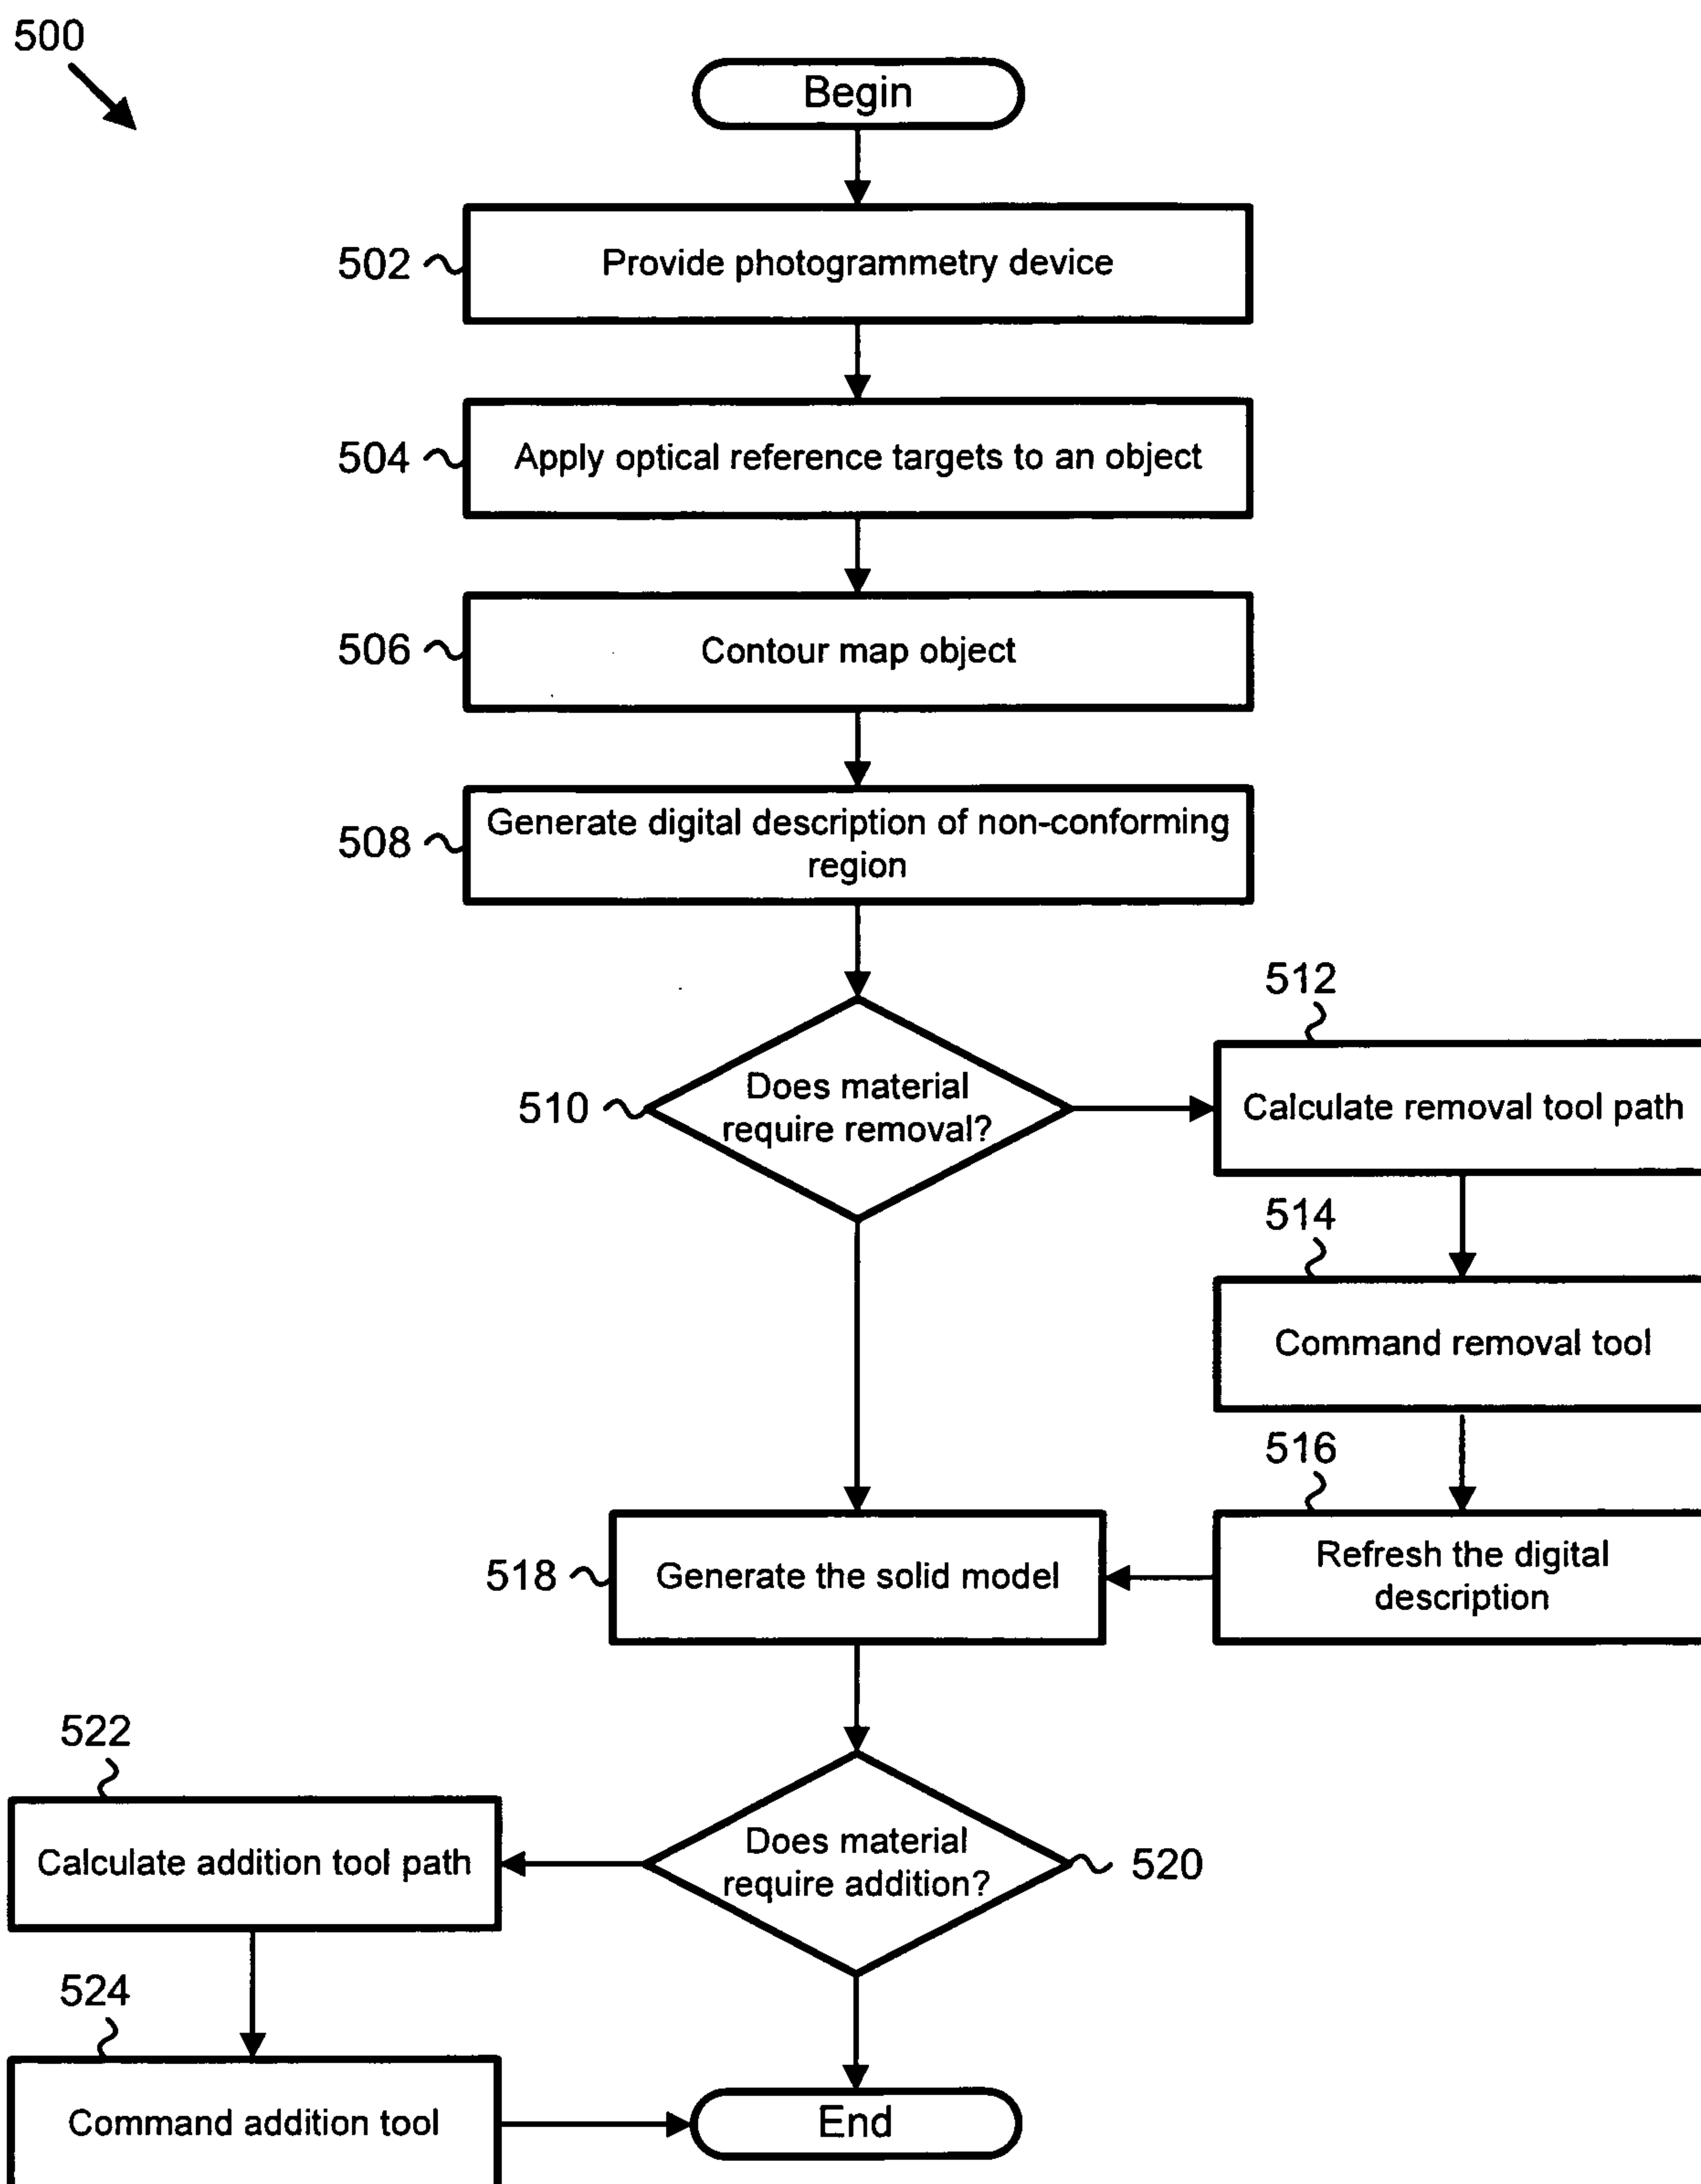 500
Begin
502
Provide photogrammetry device
504
Apply optical reference targets to an object
506
Contour map object
508
Generate digital description of non-conforming
region
510
Does material
require removal?
512
Calculate removal tool path
514
Command removal tool
516
Refresh the digital
description
518
Generate the solid model
520
Does material
require addition?
522
Calculate addition tool path
524
Command addition tool
End